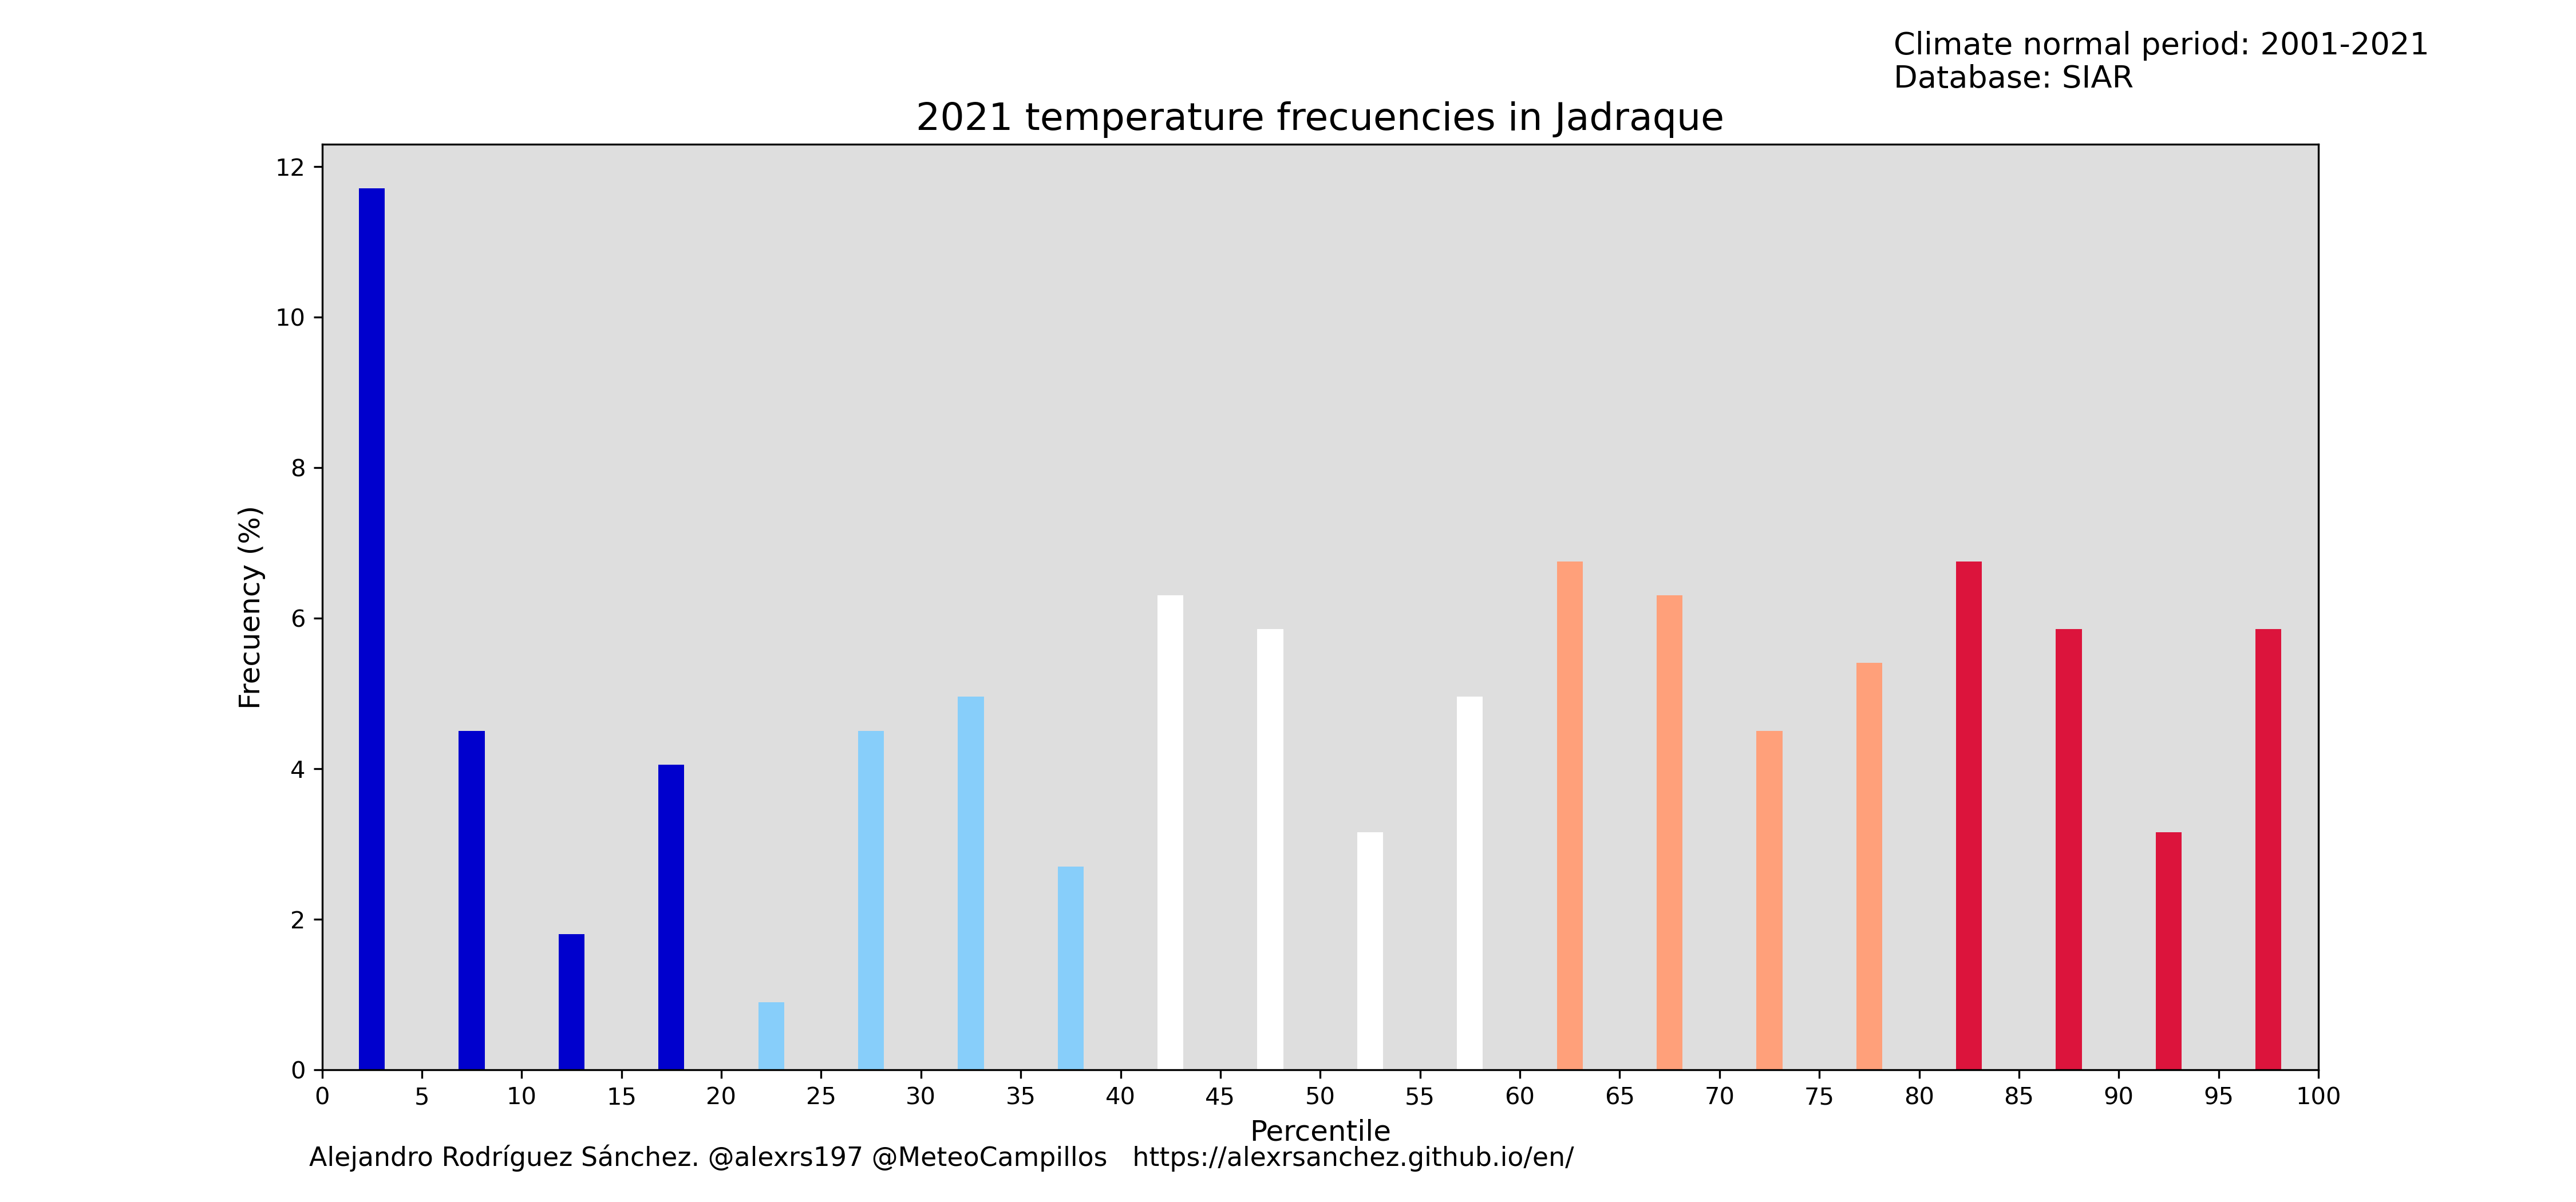 Climate normal period: 2001-2021
Database: SIAR
2021 temperature frecuencies in Jadraque
12
10
8
6
4
2
0
Frecuency (%)
0 5 10 15 20 25 30 35 40 45 50 55 60 65 70 75 80 85 90 95 100
Percentile
Alejandro Rodríguez Sánchez. @alexrs197 @MeteoCampillos https://alexrsanchez.github.io/en/